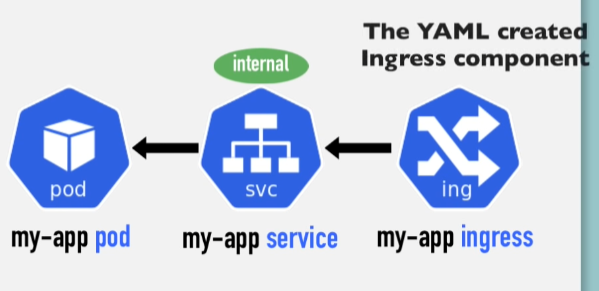 The YAML created
Ingress component
internal
pod
svc
ing
my-app pod
my-app service
my-app ingress